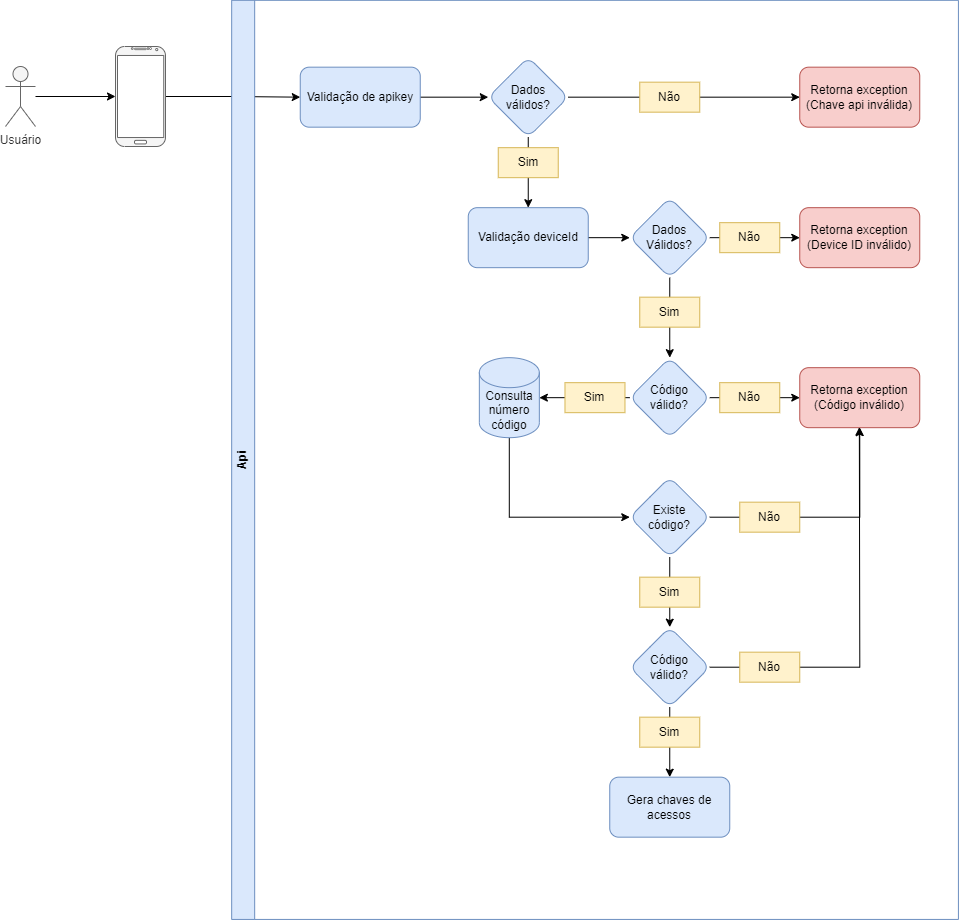 Usuário
Api
Validação de apikey
Dados
válidos?
Não
Retorna exception
(Chave api inválida)
Sim
Validação deviceId
Dados
Válidos?
Não
Retorna exception
(Device ID inválido)
Sim
Consulta
número
código
Sim
Código
válido?
Não
Retorna exception
(Código inválido)
Existe
código?
Não
Sim
Código
válido?
Não
Sim
Gera chaves de
acessos